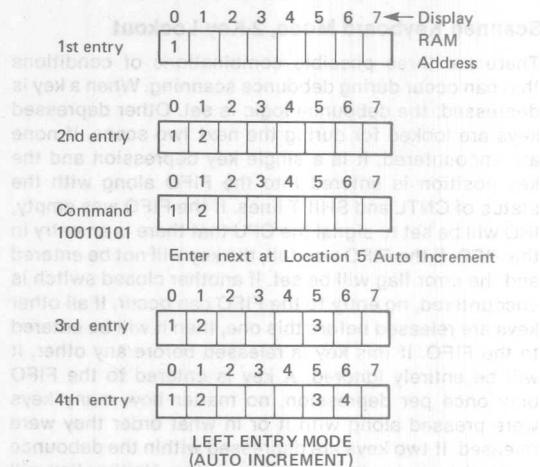 0 1 2 3 4 5 6 7 Display
RAM
Address
1st entry 1
0 1 2 3 4 5 6 7
2nd entry 1 2
0 1 2 3 4 5 6 7
Command
10010101
1 2
Enter next at Location 5 Auto Increment
0 1 2 3 4 5 6 7
3rd entry 1 2 3
0 1 2 3 4 5 6 7
4th entry 1 2 3 4
LEFT ENTRY MODE
(AUTO INCREMENT)